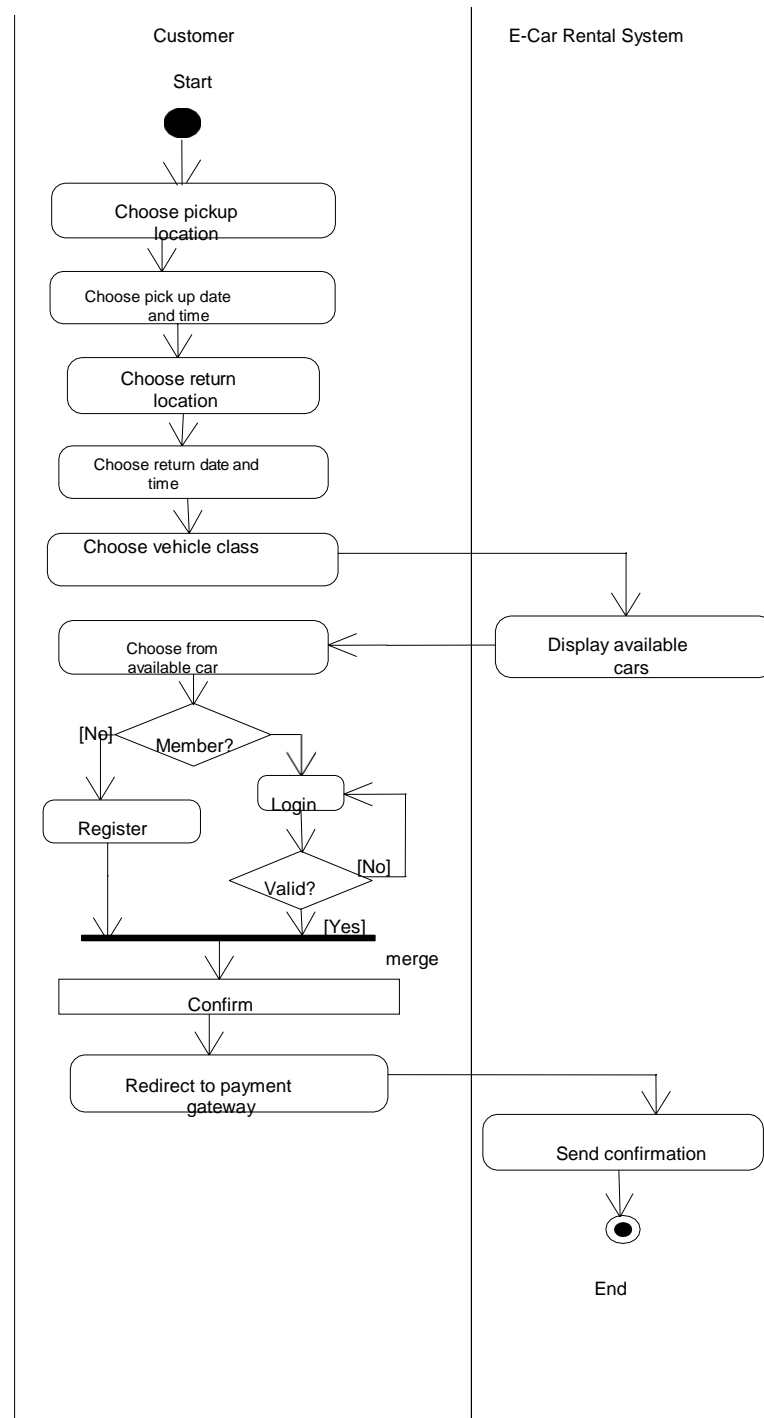 Customer
E-Car Rental System
Start
Choose pickup
location
Choose pick up date
and time
Choose return
location
Choose return date and
time
Choose vehicle class
Display available
cars
Choose from
available car
[No]
Member?
Login
Register
[No]
Valid?
[Yes]
merge
Confirm
Redirect to payment
gateway
Send confirmation
End